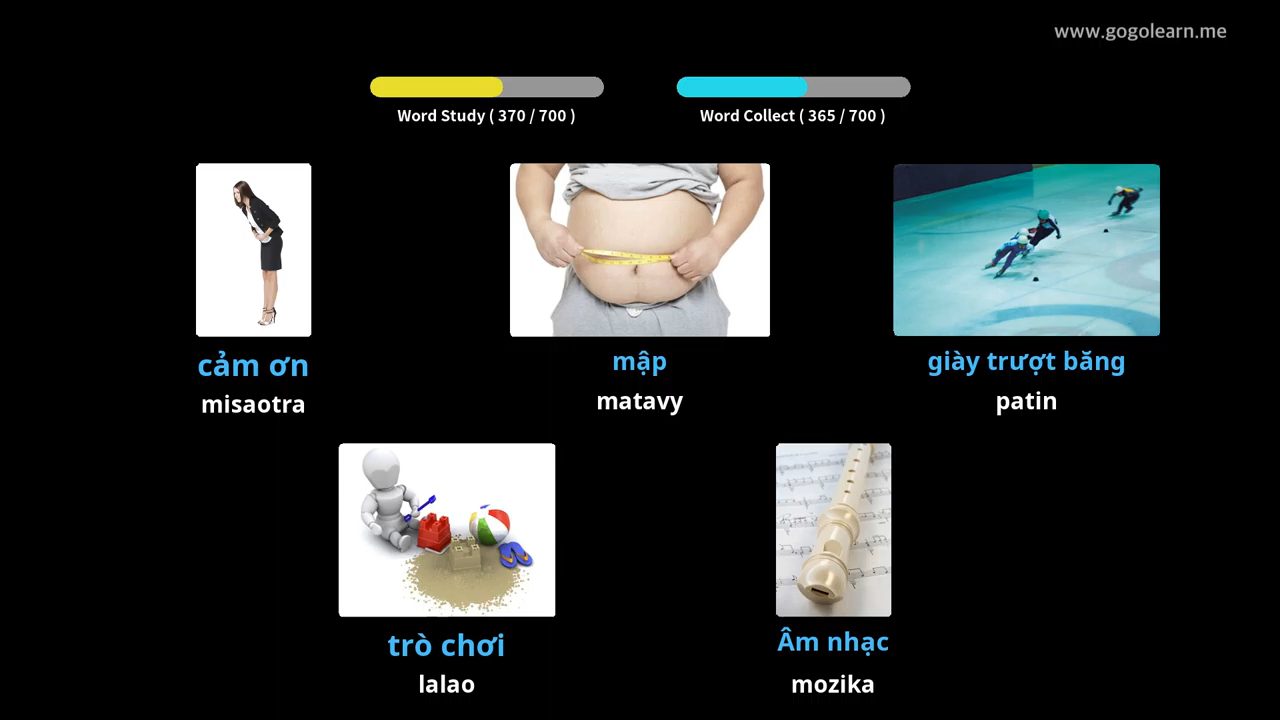 www.gogolearn.me
Word Study ( 370 / 700 )
Word Collect ( 365 / 700 )
cảm ơn
misaotra
mập
matavy
giày trượt băng
patin
trò chơi
lalao
Âm nhạc
mozika